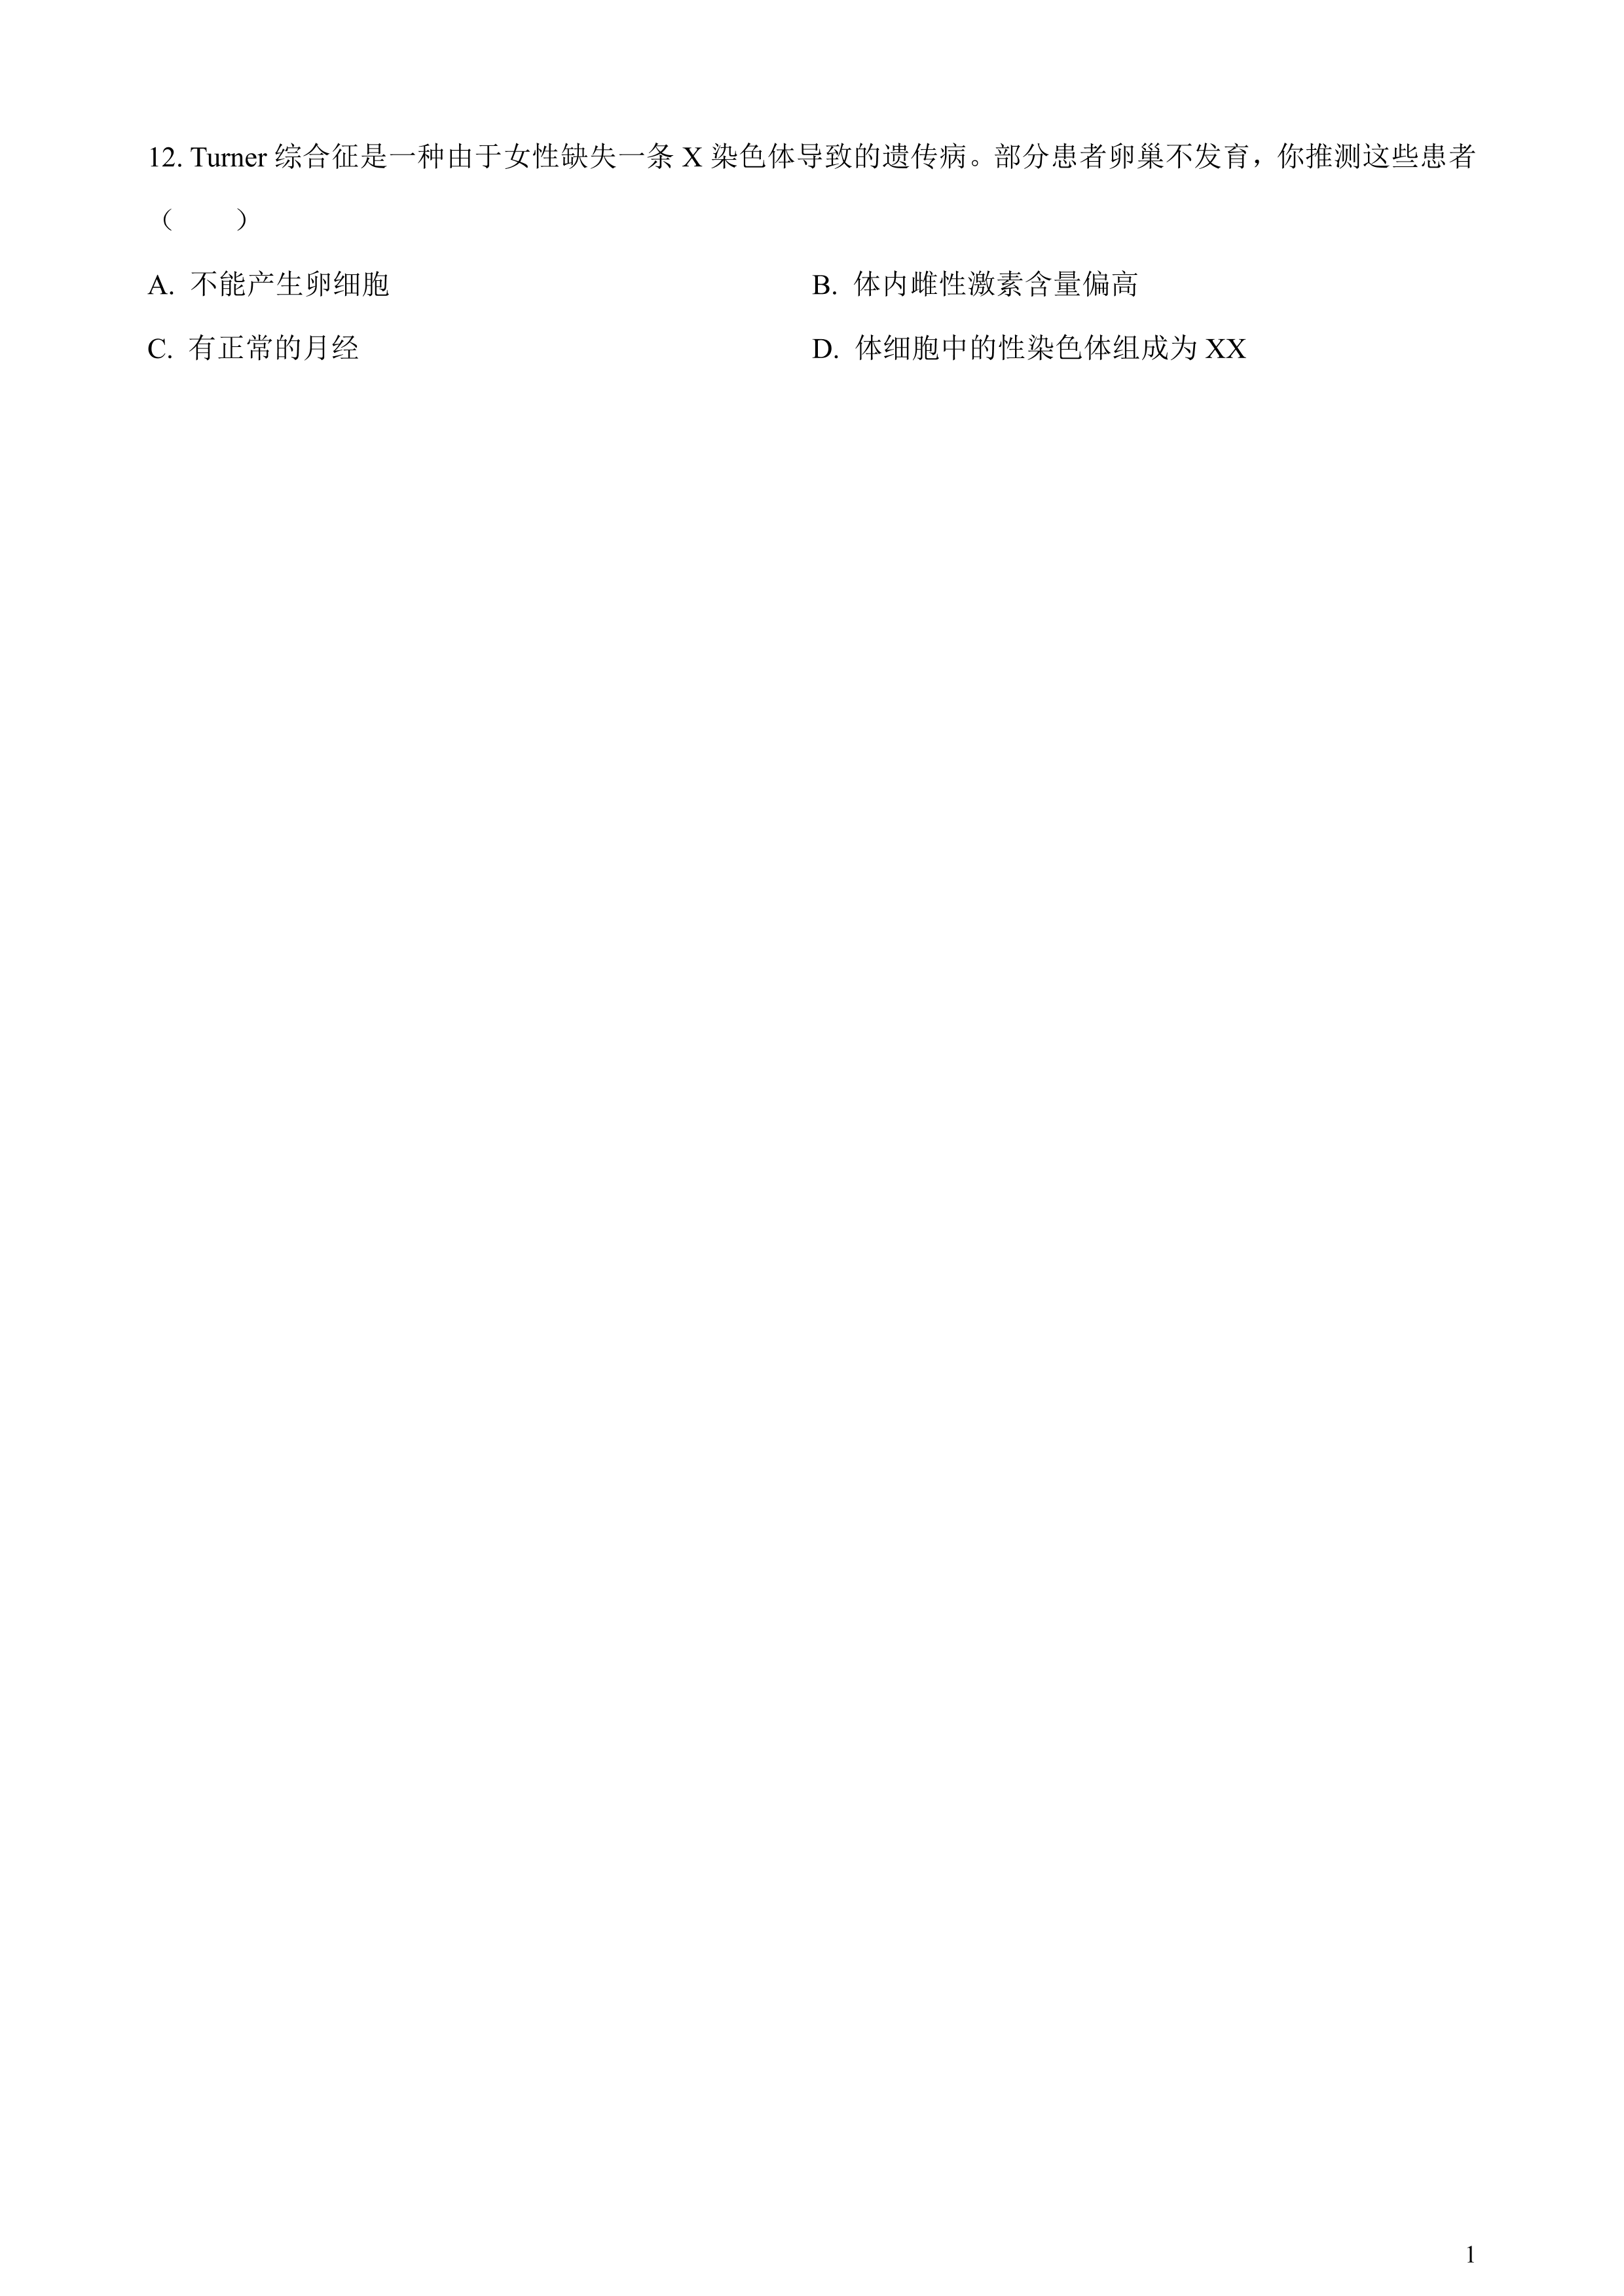 12. Turner 综合征是一种由于女性缺失一条 X 染色体导致的遗传病。部分患者卵巢不发育，你推测这些患者
（　　）
A. 不能产生卵细胞 B. 体内雌性激素含量偏高
C. 有正常的月经 D. 体细胞中的性染色体组成为 XX
1